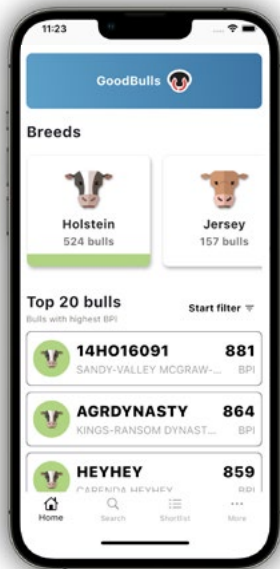 11:23
GoodBulls
Breeds
Holstein
524 bulls
Jersey
157 bulls
Top 20 bulls
Bulls with highest BPI
Start filter
14HO16091
881
SANDY-VALLEY MCGRAW-...
BPI
AGRDYNASTY
864
KINGS-RANSOM DYNAST...
BPI
HEYHEY
859
CARENDA HEYHEY
BPI
Home
Search
Shortlist
More